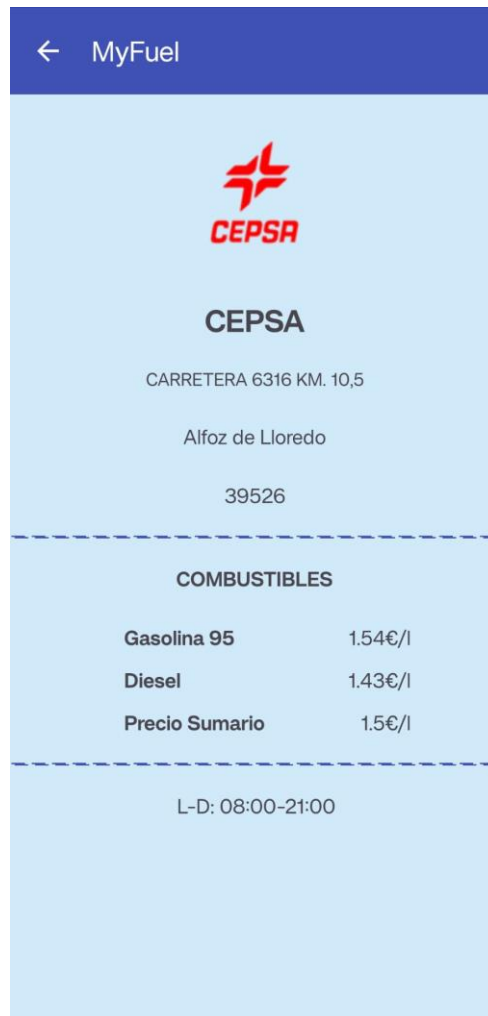 MyFuel
CEPSA
CEPSA
CARRETERA 6316 KM. 10,5
Alfoz de Lloredo
39526
COMBUSTIBLES
Gasolina 95 1.54€/l
Diesel 1.43€/l
Precio Sumario 1.5€/l
L-D: 08:00-21:00